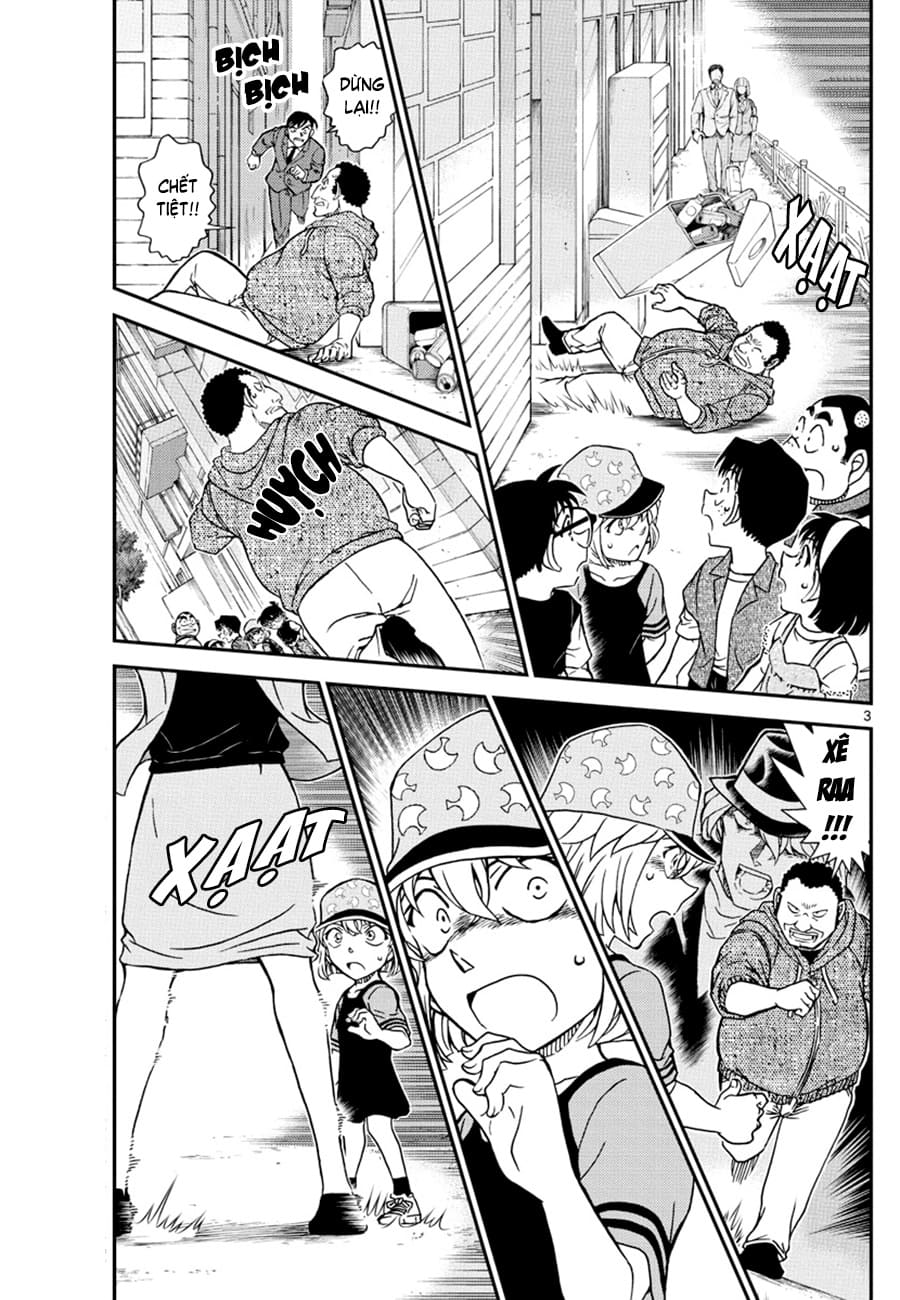 XẠẠT
BỊCH
BỊCH
DỪNG
LẠI!!
CHẾT
TIỆT!!
HUỴCH
3
XÊ
RAA
!!!
XẠẠT